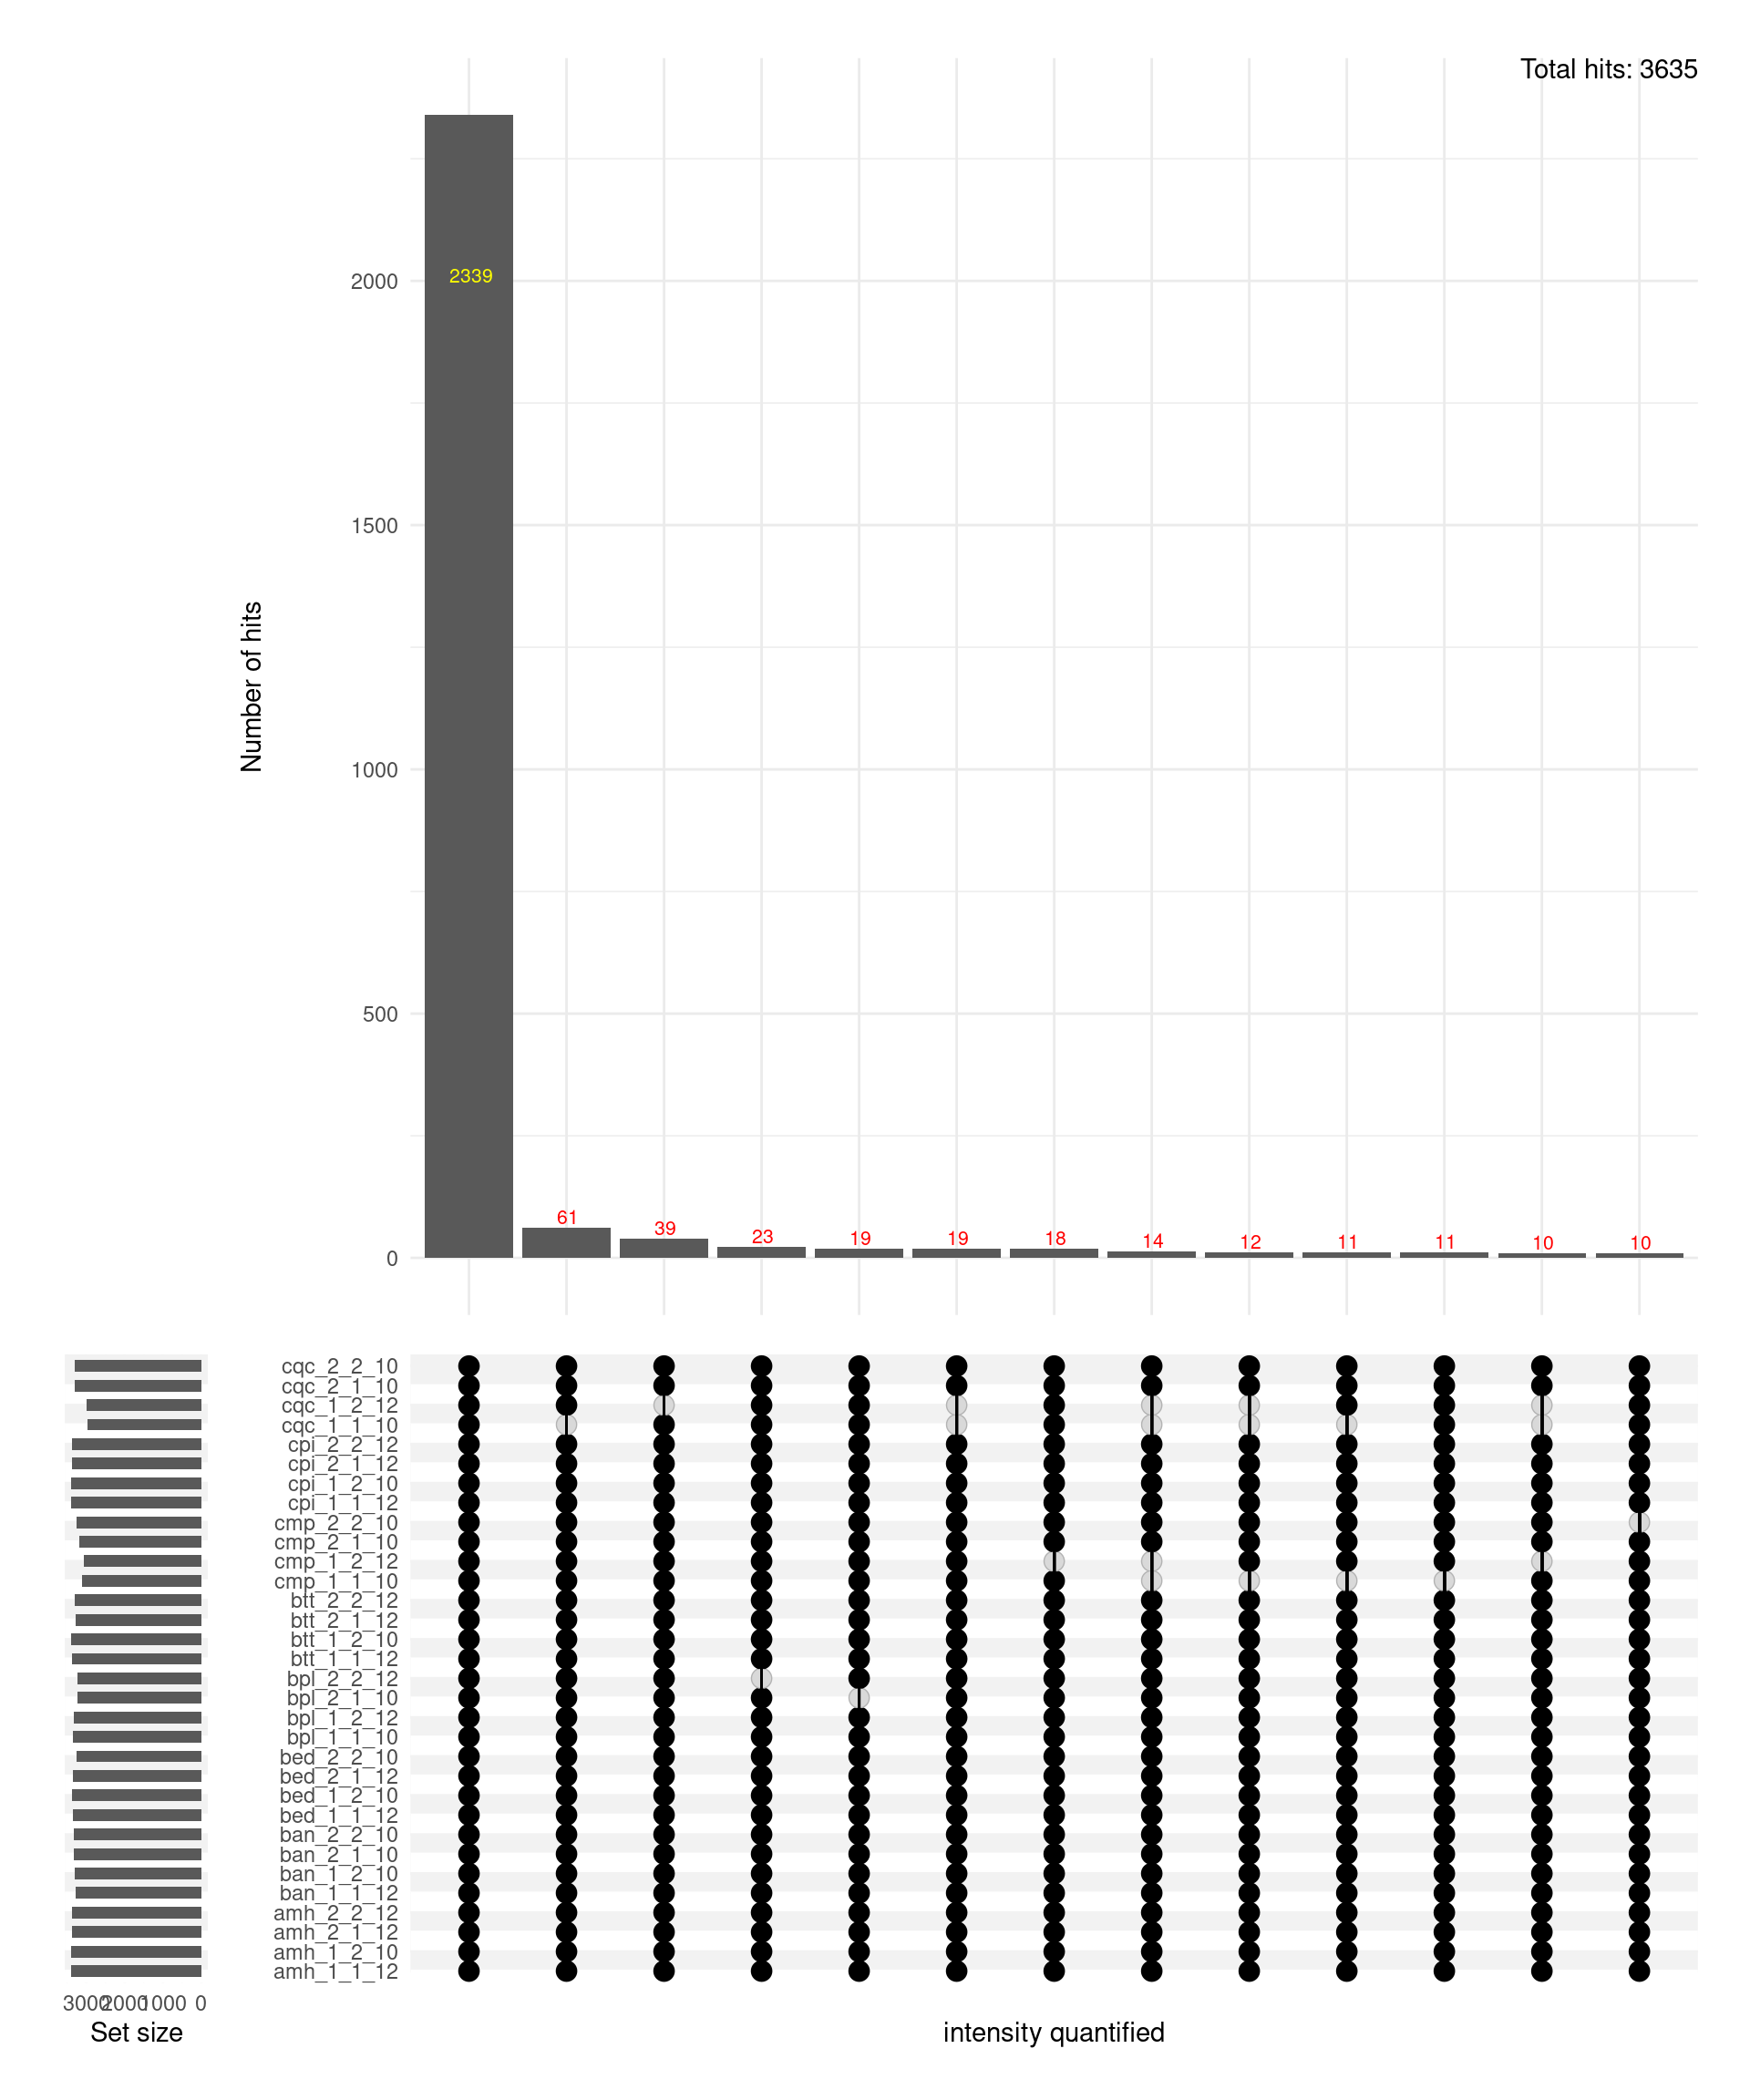 Total hits: 3635
2339
61
39
23
19
19
18
14
12
11
11
10
10
2000
1500
1000
500
0
Number of hits
cqc_2_2_10
cqc_2_1_10
cqc_1_2_12
cqc_1_1_10
cpi_2_2_12
cpi_2_1_12
cpi_1_2_10
cpi_1_1_12
cmp_2_2_10
cmp_2_1_10
cmp_1_2_12
cmp_1_1_10
btt_2_2_12
btt_2_1_12
btt_1_2_10
btt_1_1_12
bpl_2_2_12
bpl_2_1_10
bpl_1_2_12
bpl_1_1_10
bed_2_2_10
bed_2_1_12
bed_1_2_10
bed_1_1_12
ban_2_2_10
ban_2_1_10
ban_1_2_10
ban_1_1_12
amh_2_2_12
amh_2_1_12
amh_1_2_10
amh_1_1_12
3000 2000 1000 0
Set size
intensity quantified